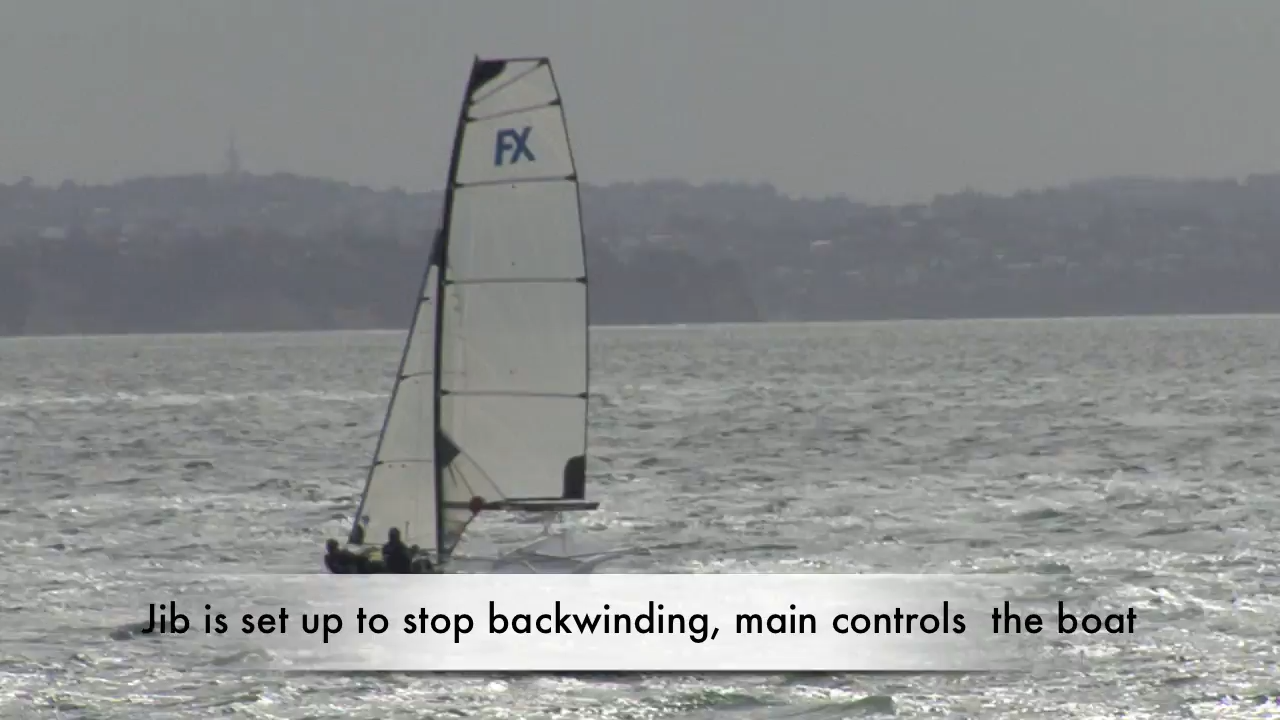 FX
Jib is set up to stop backwinding, main controls  the boat